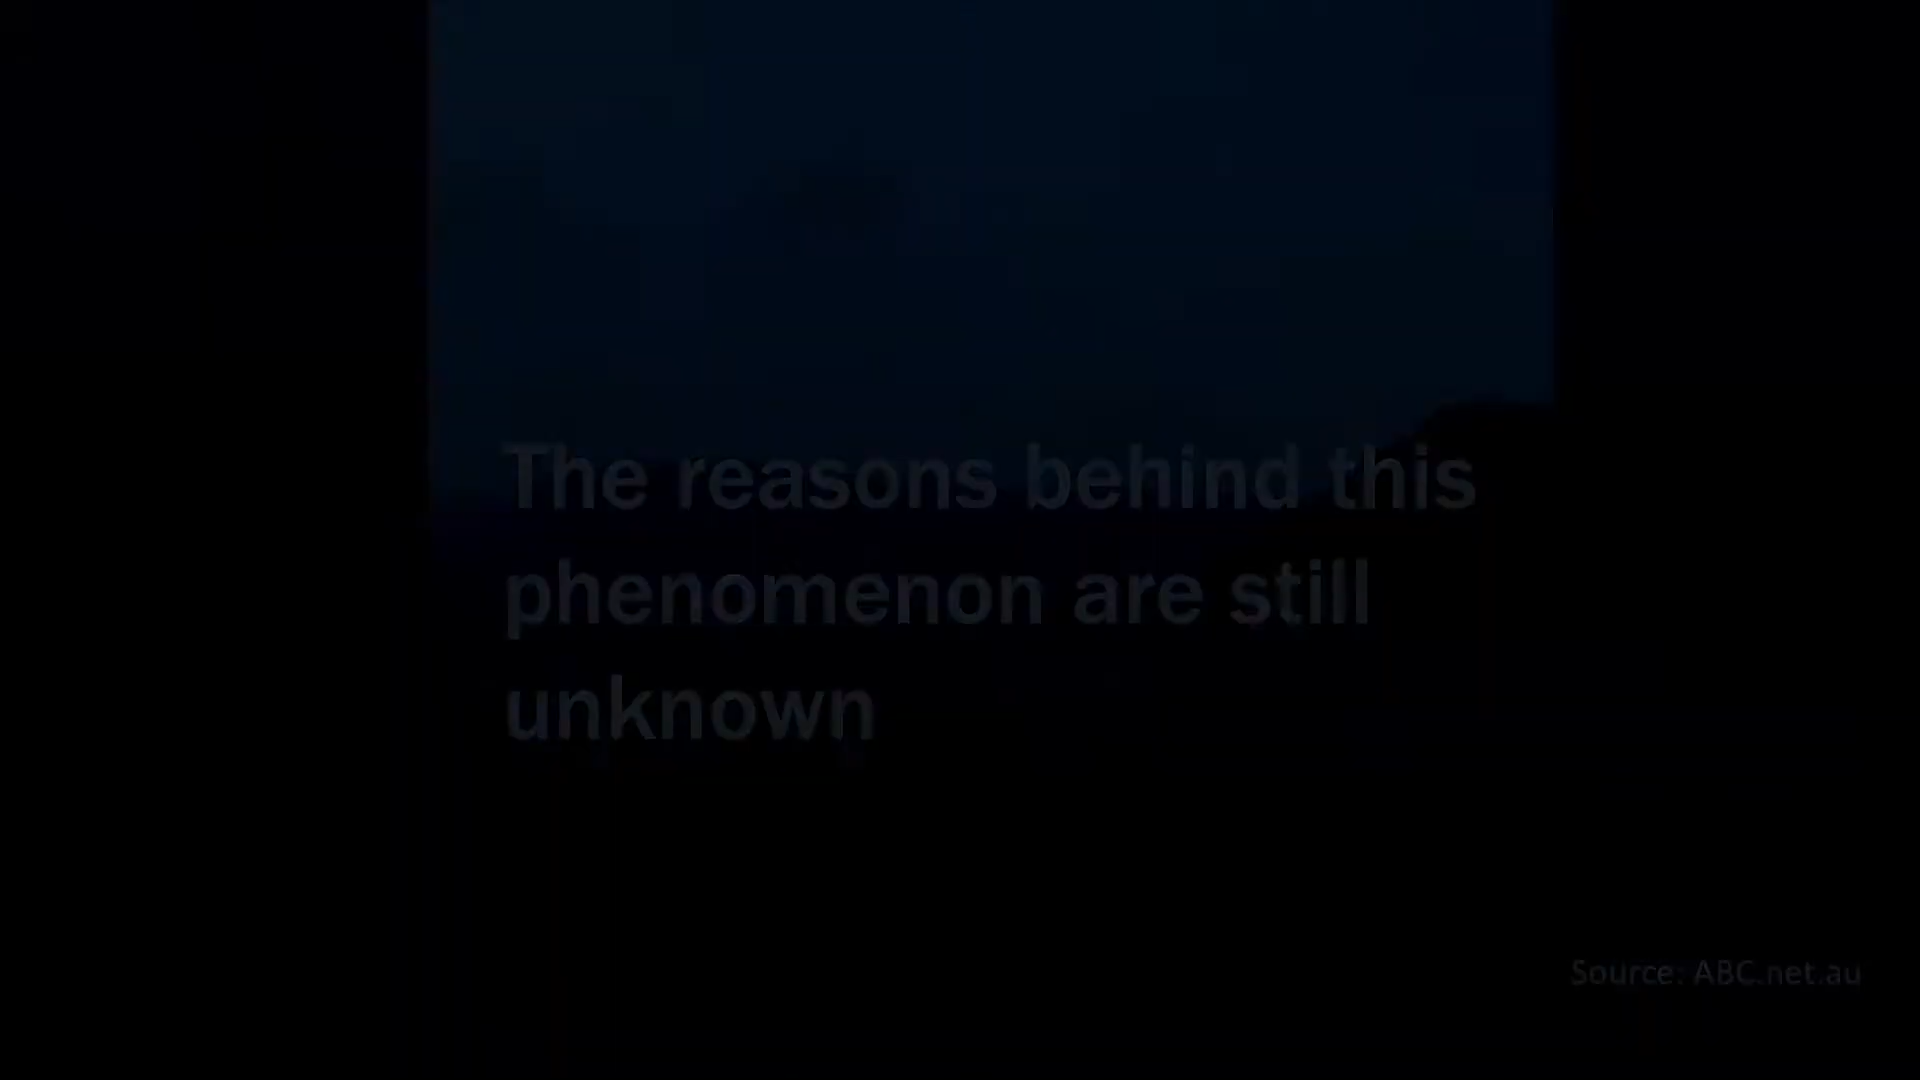 The reasons behind this
phenomenon are still
unknown
Source: ABC.net.au